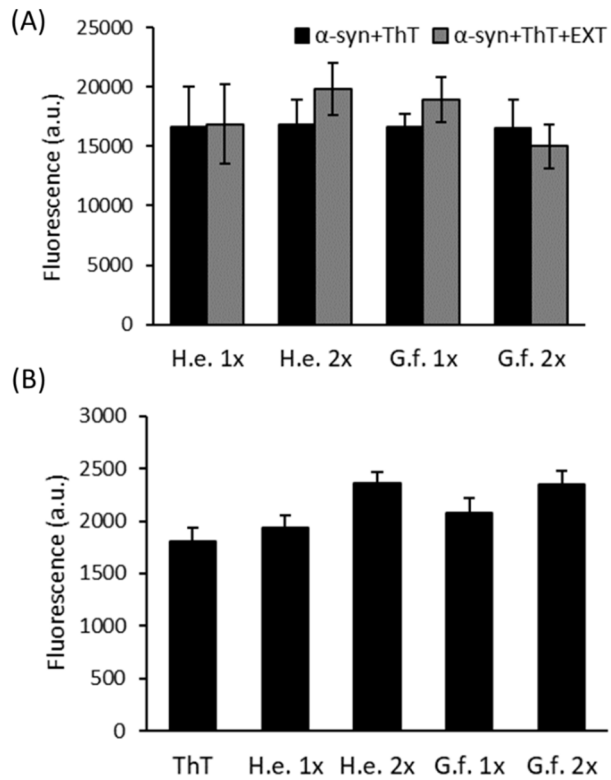 (A)
α-syn+ThT α-syn+ThT+EXT
Fluorescence (a.u.)
25000
20000
15000
10000
5000
0
H.e. 1x H.e. 2x G.f. 1x G.f. 2x
(B)
Fluorescence (a.u.)
3000
2500
2000
1500
1000
500
0
ThT H.e. 1x H.e. 2x G.f. 1x G.f. 2x